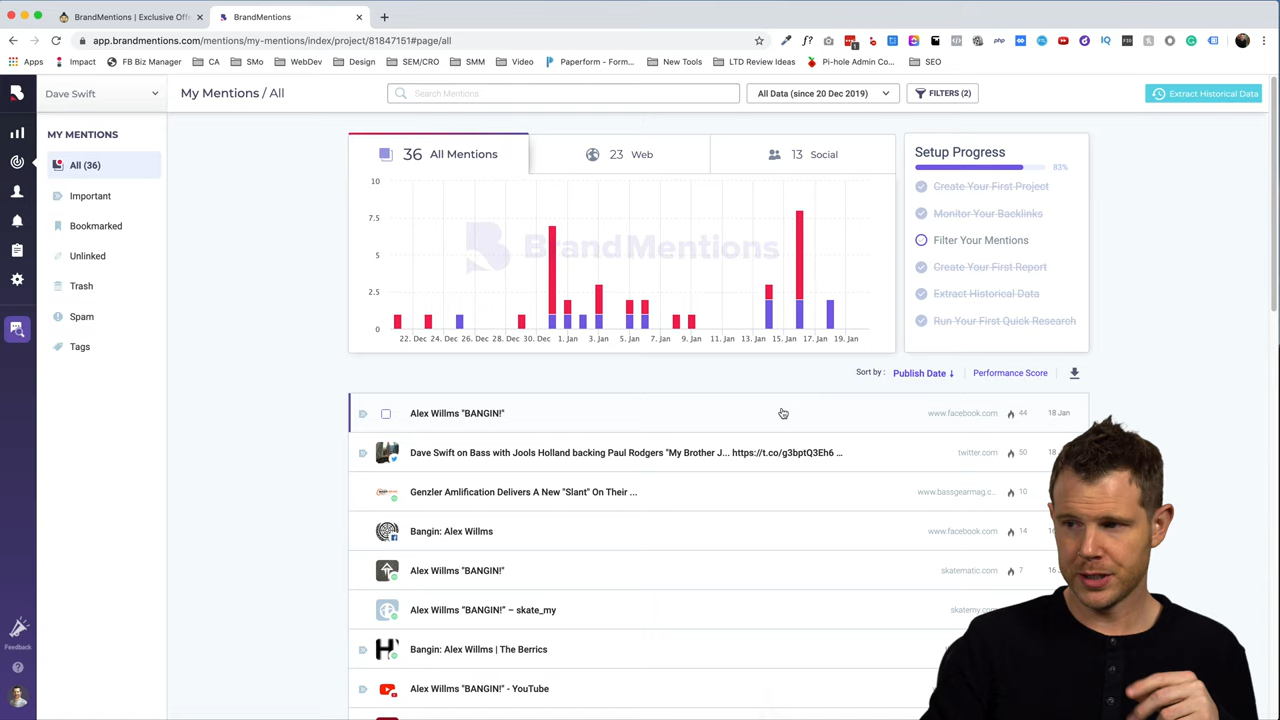 BrandMentions | Exclusive Off
BrandMentions
app.brandmentions.com/mentions/my-mentions/index/project/81847151#page/all
Apps
Impact
FB Biz Manager
CA
SMo
WebDev
Design
SEM/CRO
SMM
Video
Paperform - Form...
New Tools
LTD Review Ideas
Pi-hole Admin Co...
SEO
Dave Swift
My Mentions / All
Search Mentions
All Data (since 20 Dec 2019)
FILTERS (2)
Extract Historical Data
MY MENTIONS
All (36)
Important
Bookmarked
Unlinked
Trash
Spam
Tags
Feedback
36 All Mentions
23 Web
13 Social
10
7.5
5
2.5
0
BrandMentions
22. Dec
24. Dec
26. Dec
28. Dec
30. Dec
1. Jan
3. Jan
5. Jan
7. Jan
9. Jan
11. Jan
13. Jan
15. Jan
17. Jan
19. Jan
Setup Progress
83%
Create Your First Project
Monitor Your Backlinks
Filter Your Mentions
Create Your First Report
Extract Historical Data
Run Your First Quick Research
Sort by :
Publish Date ↓
Performance Score
Alex Willms "BANGIN!" www.facebook.com 44 18 Jan
Dave Swift on Bass with Jools Holland backing Paul Rodgers "My Brother J... https://t.co/g3bptQ3Eh6 ... twitter.com 50 18
Genzler Amlification Delivers A New "Slant" On Their ... www.bassgearmag.c... 10
Bangin: Alex Willms www.facebook.com 14
Alex Willms "BANGIN!" skatematic.com 7 16
Alex Willms "BANGIN!" – skate_my skatemy.com
Bangin: Alex Willms | The Berrics
Alex Willms "BANGIN!" - YouTube